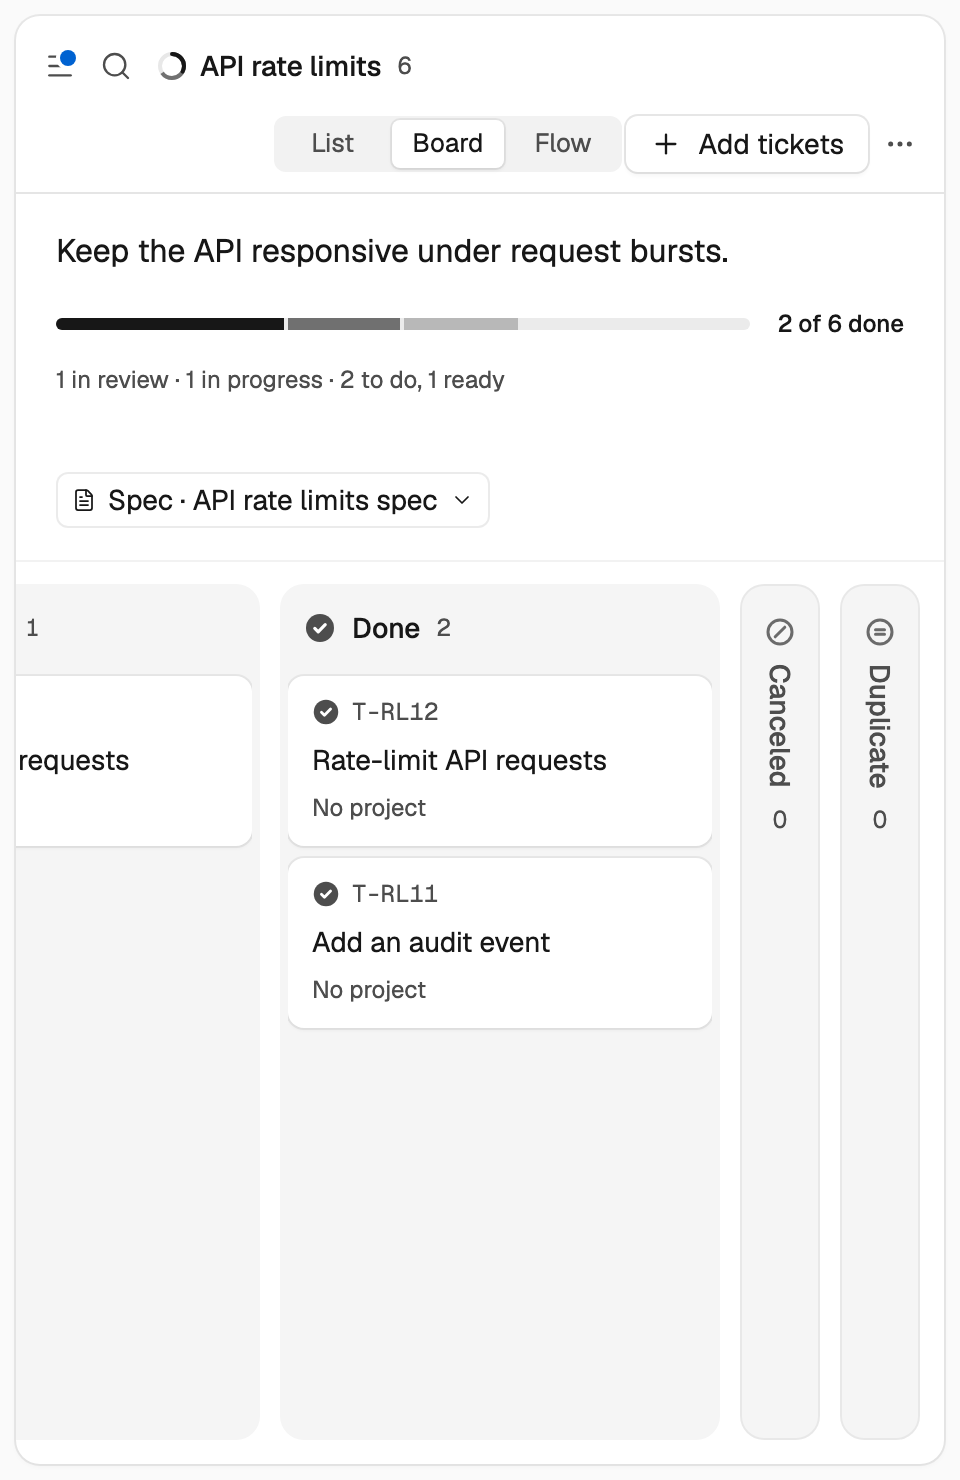 API rate limits 6
List Board Flow + Add tickets ...
Keep the API responsive under request bursts.
2 of 6 done
1 in review · 1 in progress · 2 to do, 1 ready
Spec · API rate limits spec
1
requests
Done 2
T-RL12
Rate-limit API requests
No project
T-RL11
Add an audit event
No project
Canceled 0
Duplicate 0